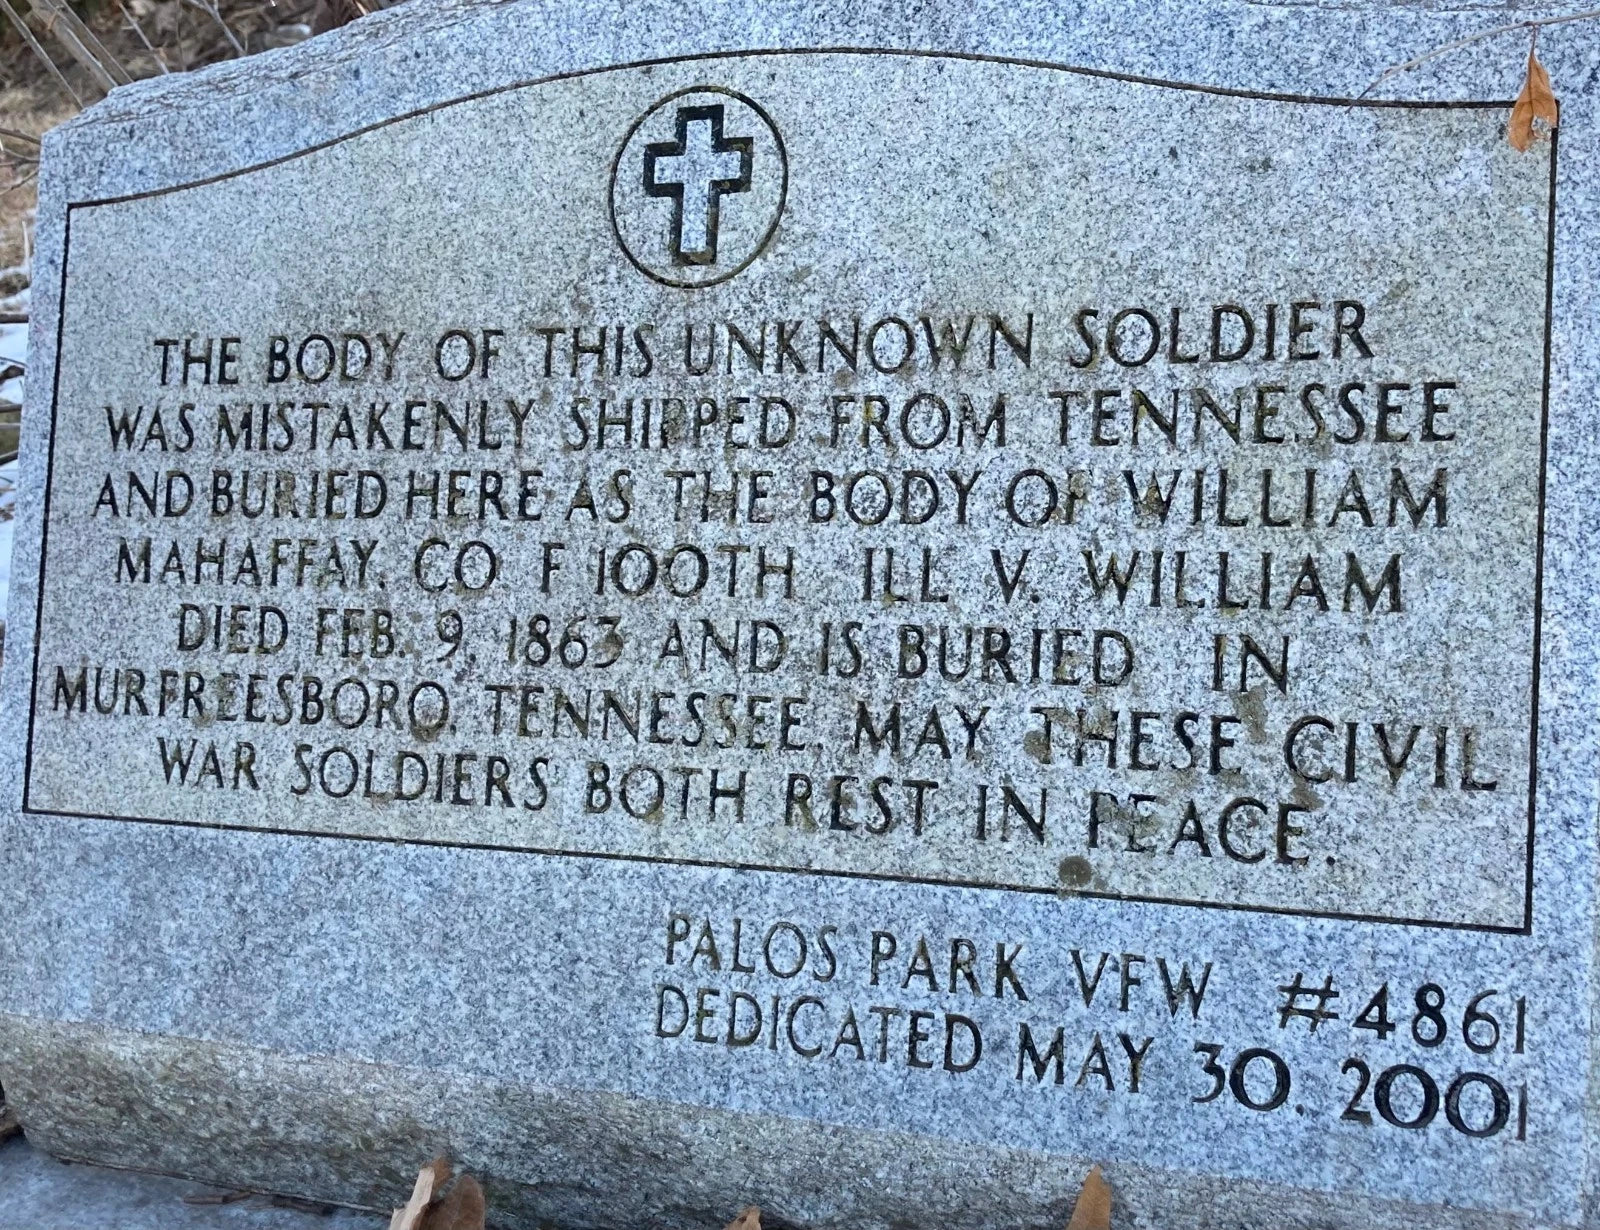 THE BODY OF THIS UNKNOWN SOLDIER
WAS MISTAKENLY SHIPPED FROM TENNESSEE
AND BURIED HERE AS THE BODY OF WILLIAM
MAHAFFAY. CO F 100TH ILL V. WILLIAM
DIED FEB. 9, 1863 AND IS BURIED IN
MURFREESBORO, TENNESSEE. MAY THESE CIVIL
WAR SOLDIERS BOTH REST IN PEACE.
PALOS PARK VFW #4861
DEDICATED MAY 30, 2001